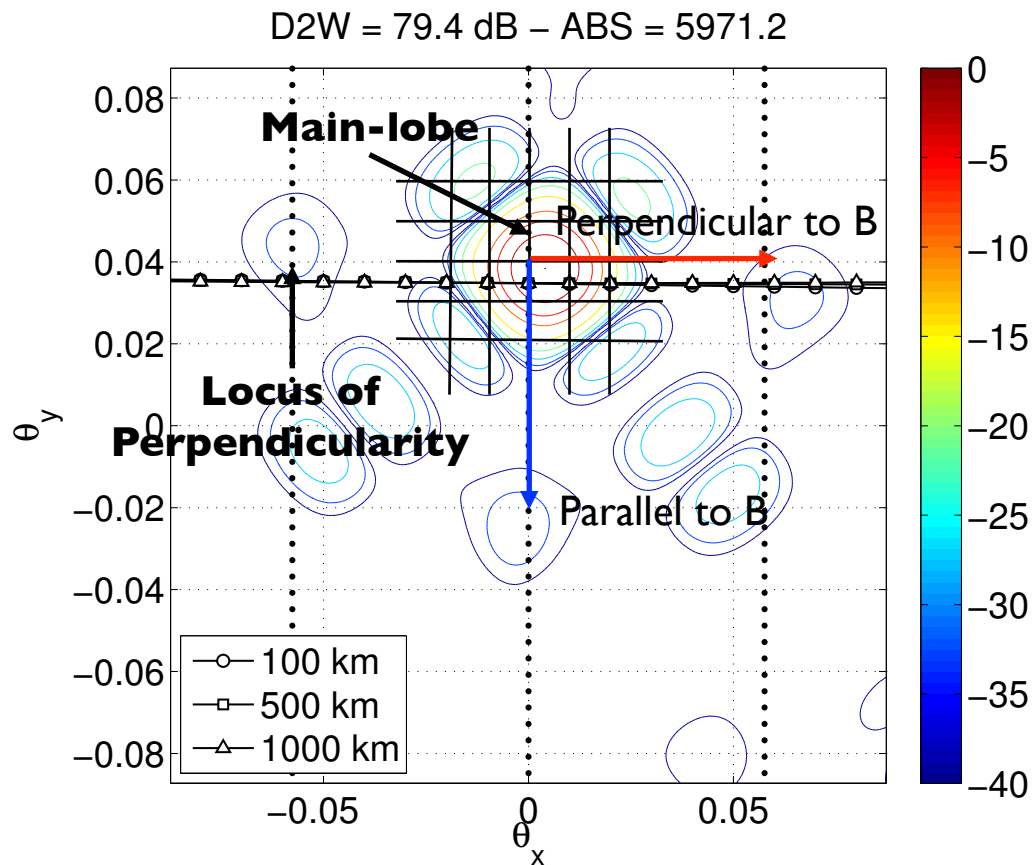 D2W = 79.4 dB − ABS = 5971.2
0.08
0.06
0.04
0.02
0
−0.02
−0.04
−0.06
−0.08
θy
−0.05
0
0.05
θx
Main-lobe
Perpendicular to B
Locus of
Perpendicularity
Parallel to B
100 km
500 km
1000 km
0
−5
−10
−15
−20
−25
−30
−35
−40